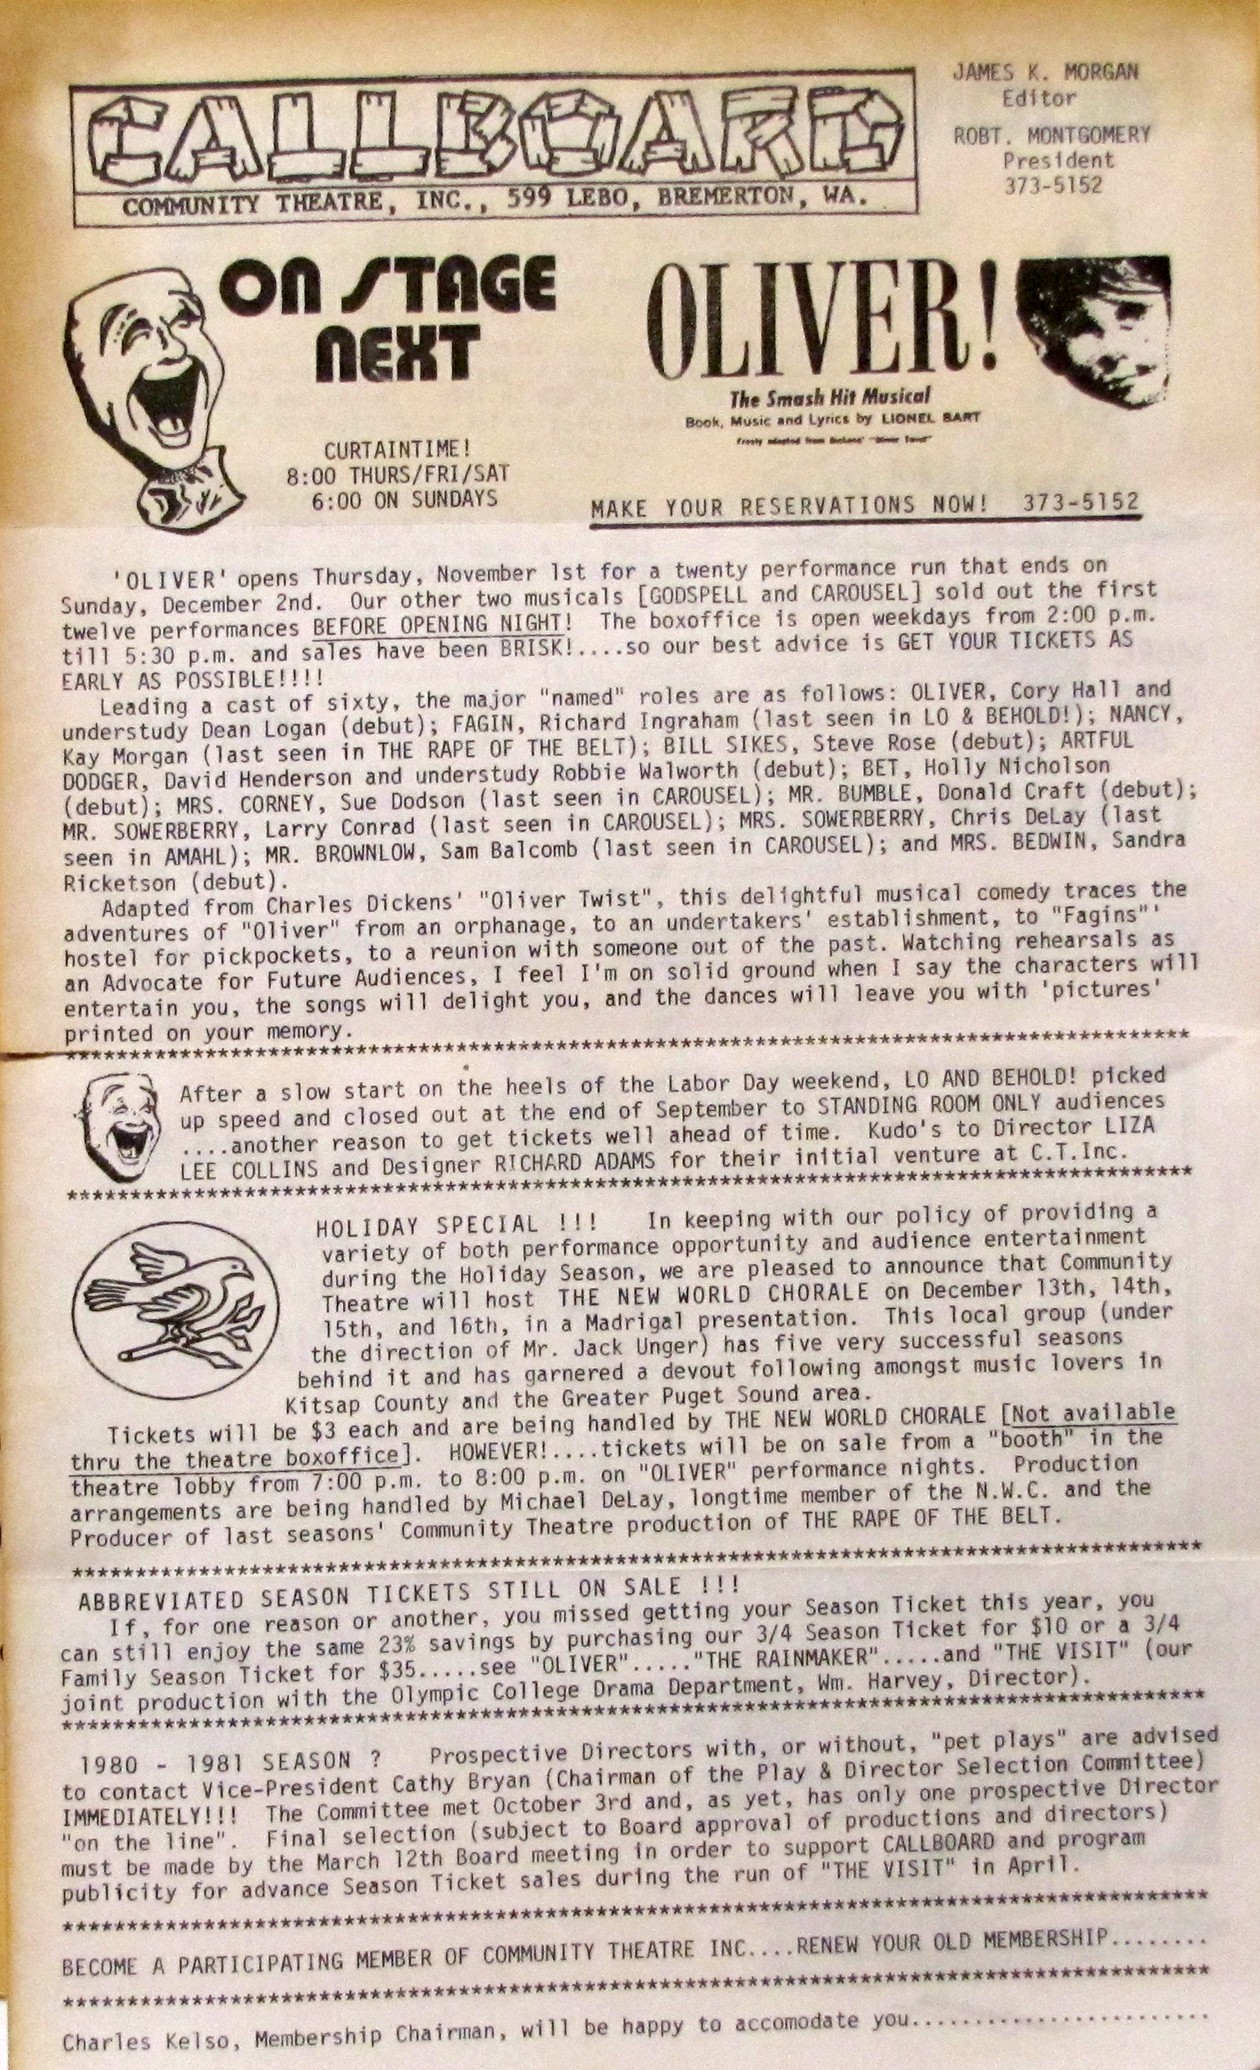 CALLBOARD
COMMUNITY THEATRE, INC., 599 LEBO, BREMERTON, WA.
JAMES K. MORGAN
Editor
ROBT. MONTGOMERY
President
373-5152
ON STAGE
NEXT
CURTAINTIME!
8:00 THURS/FRI/SAT
6:00 ON SUNDAYS
OLIVER!
The Smash Hit Musical
Book, Music and Lyrics by LIONEL BART
Freely adapted from Dickens' "Oliver Twist"
MAKE YOUR RESERVATIONS NOW! 373-5152
'OLIVER' opens Thursday, November 1st for a twenty performance run that ends on
Sunday, December 2nd. Our other two musicals [GODSPELL and CAROUSEL] sold out the first
twelve performances BEFORE OPENING NIGHT! The boxoffice is open weekdays from 2:00 p.m.
till 5:30 p.m. and sales have been BRISK!....so our best advice is GET YOUR TICKETS AS
EARLY AS POSSIBLE!!!!
Leading a cast of sixty, the major "named" roles are as follows: OLIVER, Cory Hall and
understudy Dean Logan (debut); FAGIN, Richard Ingraham (last seen in LO & BEHOLD!); NANCY,
Kay Morgan (last seen in THE RAPE OF THE BELT); BILL SIKES, Steve Rose (debut); ARTFUL
DODGER, David Henderson and understudy Robbie Walworth (debut); BET, Holly Nicholson
(debut); MRS. CORNEY, Sue Dodson (last seen in CAROUSEL); MR. BUMBLE, Donald Craft (debut);
MR. SOWERBERRY, Larry Conrad (last seen in CAROUSEL); MRS. SOWERBERRY, Chris DeLay (last
seen in AMAHL); MR. BROWNLOW, Sam Balcomb (last seen in CAROUSEL); and MRS. BEDWIN, Sandra
Ricketson (debut).
Adapted from Charles Dickens' "Oliver Twist", this delightful musical comedy traces the
adventures of "Oliver" from an orphanage, to an undertakers' establishment, to "Fagins"'
hostel for pickpockets, to a reunion with someone out of the past. Watching rehearsals as
an Advocate for Future Audiences, I feel I'm on solid ground when I say the characters will
entertain you, the songs will delight you, and the dances will leave you with 'pictures'
printed on your memory.
******************************************************************************************
After a slow start on the heels of the Labor Day weekend, LO AND BEHOLD! picked
up speed and closed out at the end of September to STANDING ROOM ONLY audiences
....another reason to get tickets well ahead of time. Kudo's to Director LIZA
LEE COLLINS and Designer RICHARD ADAMS for their initial venture at C.T.Inc.
******************************************************************************************
HOLIDAY SPECIAL !!! In keeping with our policy of providing a
variety of both performance opportunity and audience entertainment
during the Holiday Season, we are pleased to announce that Community
Theatre will host THE NEW WORLD CHORALE on December 13th, 14th,
15th, and 16th, in a Madrigal presentation. This local group (under
the direction of Mr. Jack Unger) has five very successful seasons
behind it and has garnered a devout following amongst music lovers in
Kitsap County and the Greater Puget Sound area.
Tickets will be $3 each and are being handled by THE NEW WORLD CHORALE [Not available
thru the theatre boxoffice]. HOWEVER!....tickets will be on sale from a "booth" in the
theatre lobby from 7:00 p.m. to 8:00 p.m. on "OLIVER" performance nights. Production
arrangements are being handled by Michael DeLay, longtime member of the N.W.C. and the
Producer of last seasons' Community Theatre production of THE RAPE OF THE BELT.
******************************************************************************************
ABBREVIATED SEASON TICKETS STILL ON SALE !!!
If, for one reason or another, you missed getting your Season Ticket this year, you
can still enjoy the same 23% savings by purchasing our 3/4 Season Ticket for $10 or a 3/4
Family Season Ticket for $35.....see "OLIVER"....."THE RAINMAKER".....and "THE VISIT" (our
joint production with the Olympic College Drama Department, Wm. Harvey, Director).
******************************************************************************************
1980 - 1981 SEASON ? Prospective Directors with, or without, "pet plays" are advised
to contact Vice-President Cathy Bryan (Chairman of the Play & Director Selection Committee)
IMMEDIATELY!!! The Committee met October 3rd and, as yet, has only one prospective Director
"on the line". Final selection (subject to Board approval of productions and directors)
must be made by the March 12th Board meeting in order to support CALLBOARD and program
publicity for advance Season Ticket sales during the run of "THE VISIT" in April.
******************************************************************************************
BECOME A PARTICIPATING MEMBER OF COMMUNITY THEATRE INC....RENEW YOUR OLD MEMBERSHIP........
******************************************************************************************
Charles Kelso, Membership Chairman, will be happy to accomodate you........................